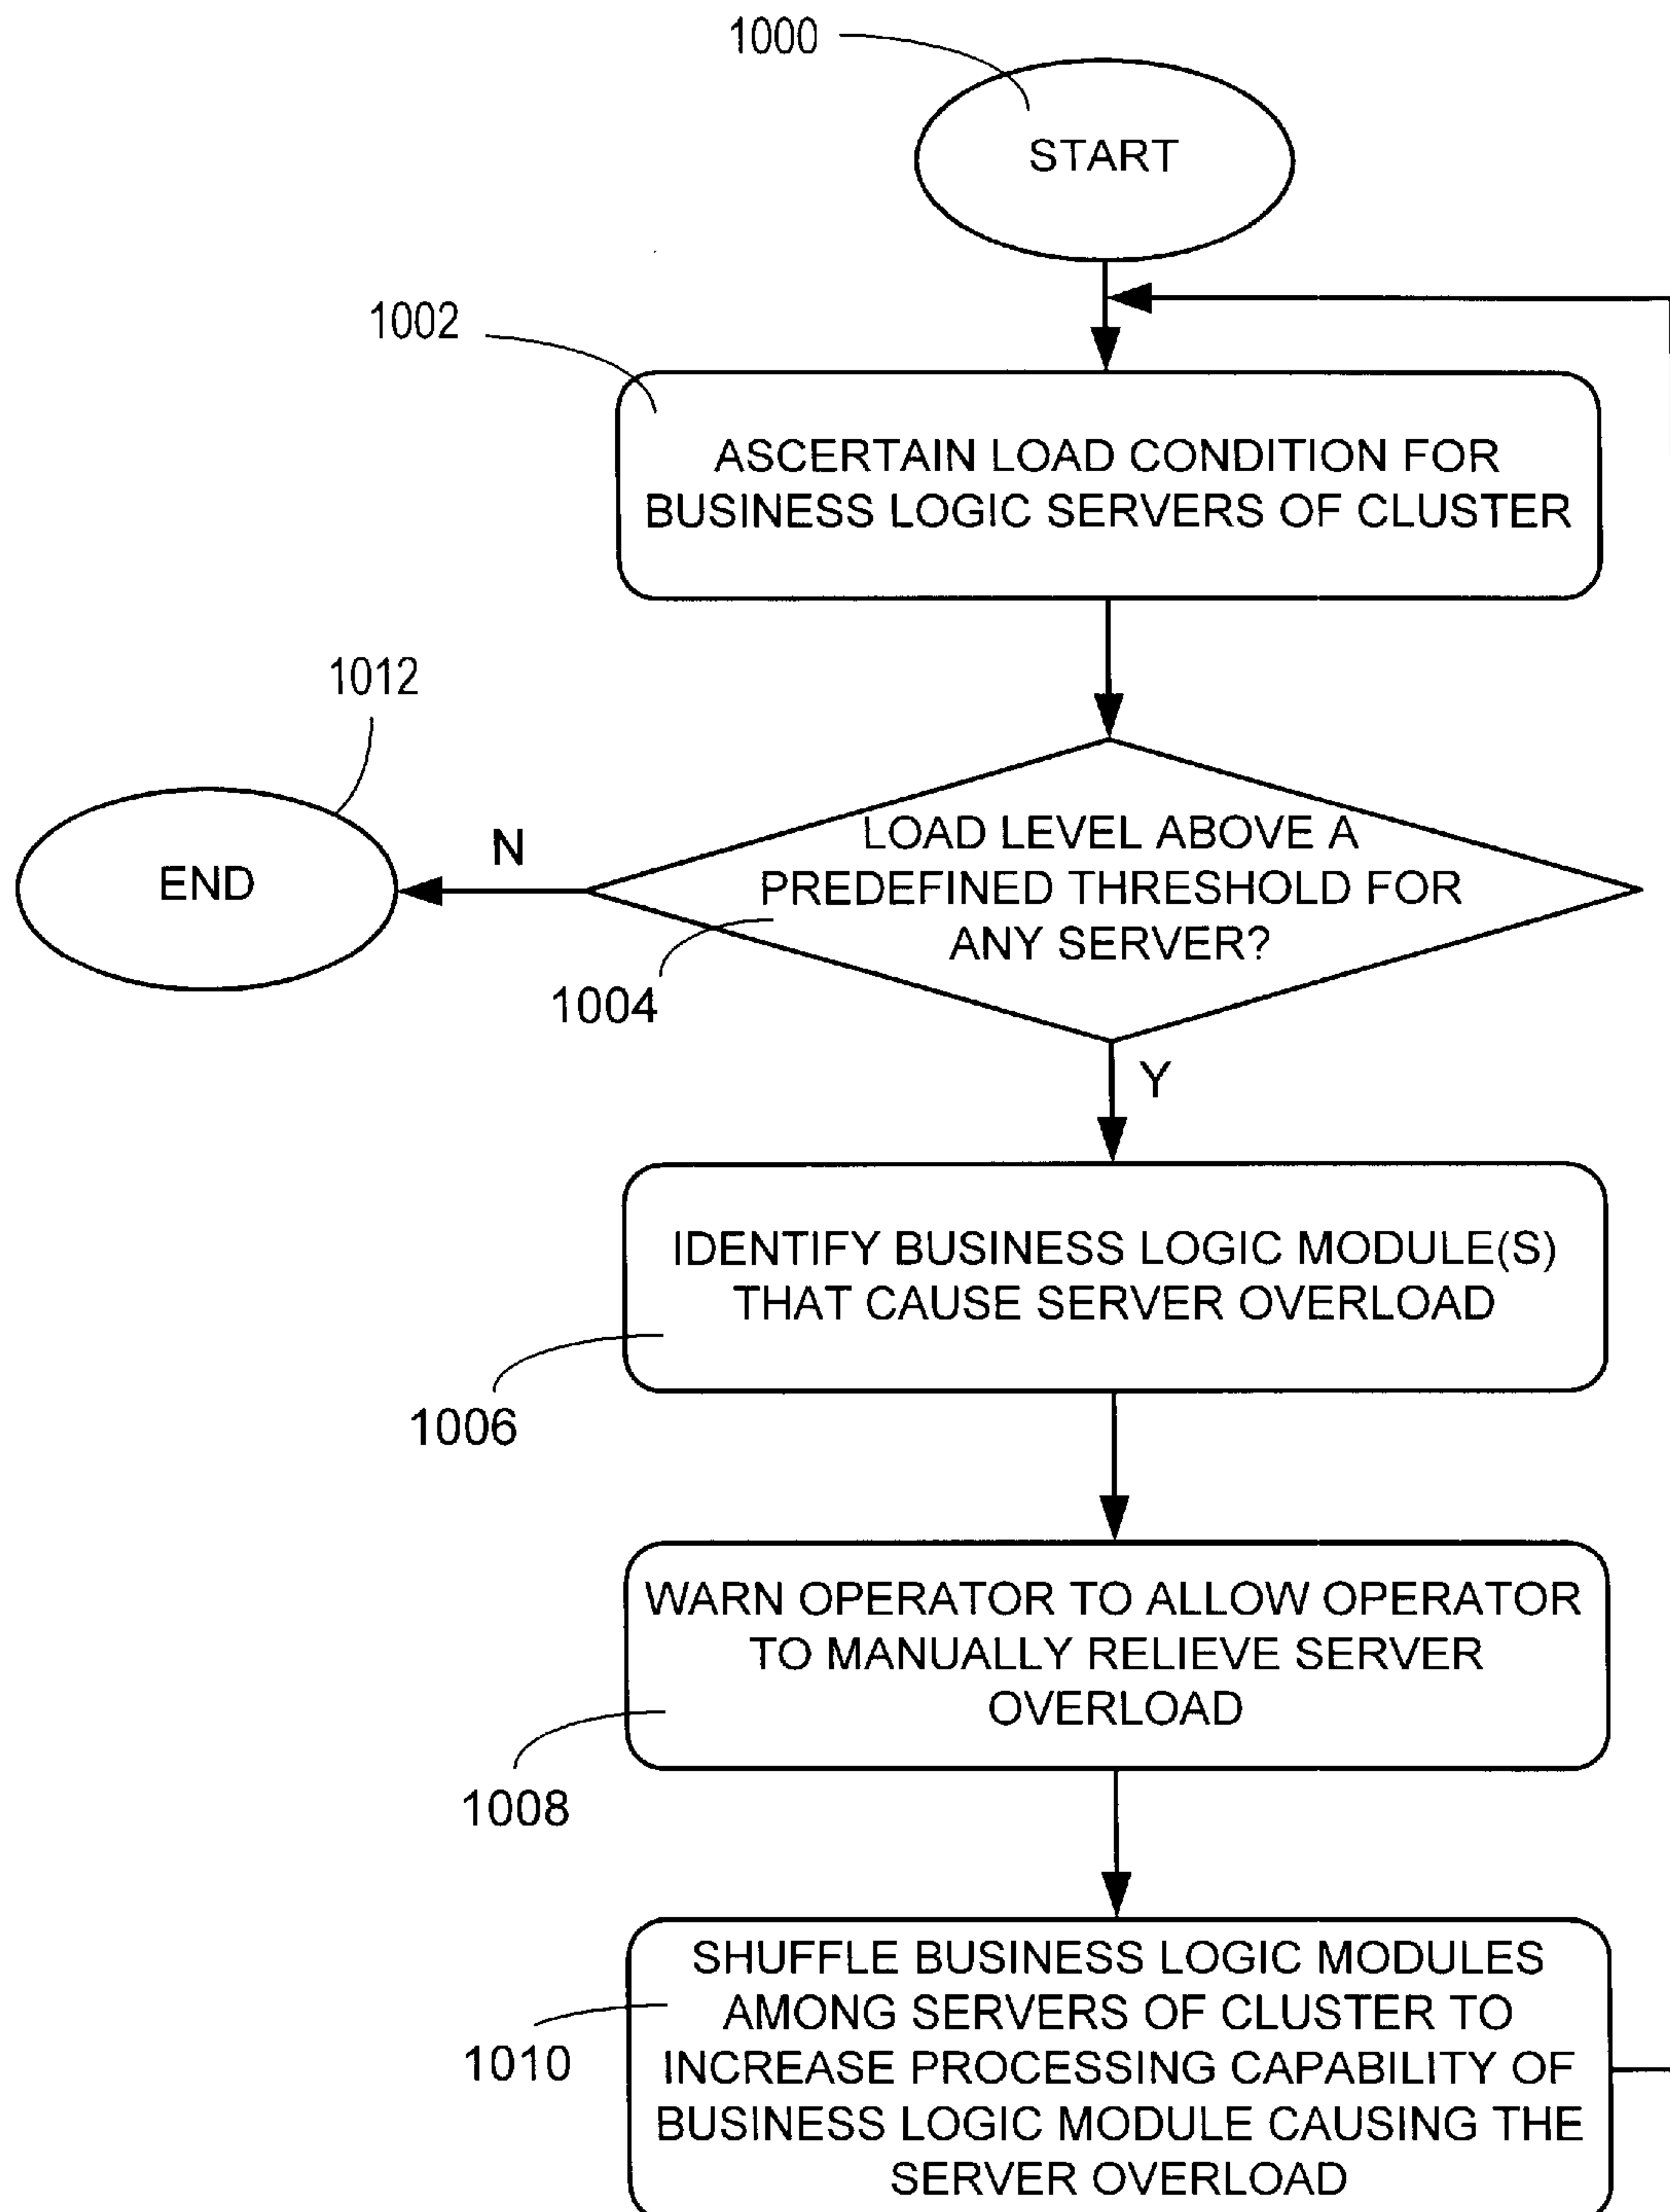 1000
START
1002
ASCERTAIN LOAD CONDITION FOR
BUSINESS LOGIC SERVERS OF CLUSTER
1012
END
N
LOAD LEVEL ABOVE A
PREDEFINED THRESHOLD FOR
ANY SERVER?
1004
Y
IDENTIFY BUSINESS LOGIC MODULE(S)
THAT CAUSE SERVER OVERLOAD
1006
WARN OPERATOR TO ALLOW OPERATOR
TO MANUALLY RELIEVE SERVER
OVERLOAD
1008
SHUFFLE BUSINESS LOGIC MODULES
AMONG SERVERS OF CLUSTER TO
INCREASE PROCESSING CAPABILITY OF
BUSINESS LOGIC MODULE CAUSING THE
SERVER OVERLOAD
1010